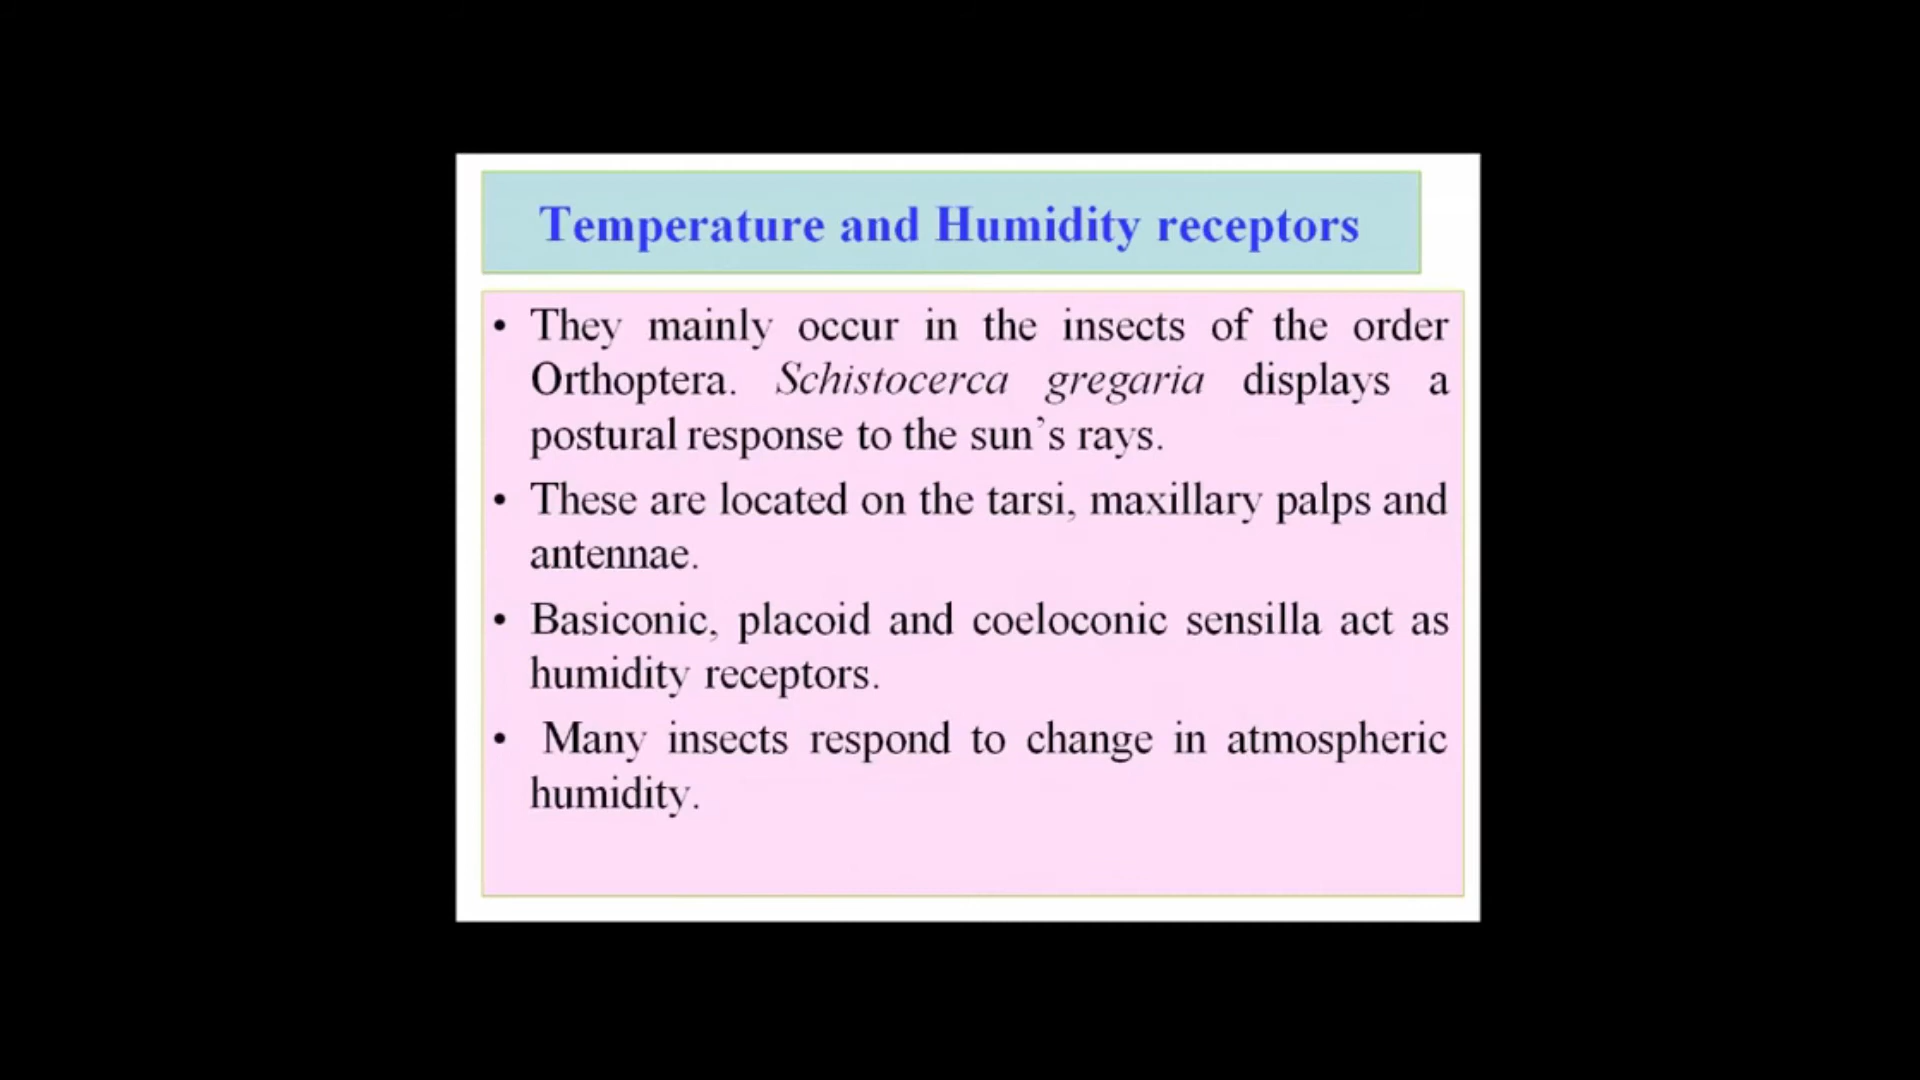 Temperature and Humidity receptors
• They mainly occur in the insects of the order
Orthoptera. Schistocerca gregaria displays a
postural response to the sun’s rays.
• These are located on the tarsi, maxillary palps and
antennae.
• Basiconic, placoid and coeloconic sensilla act as
humidity receptors.
• Many insects respond to change in atmospheric
humidity.